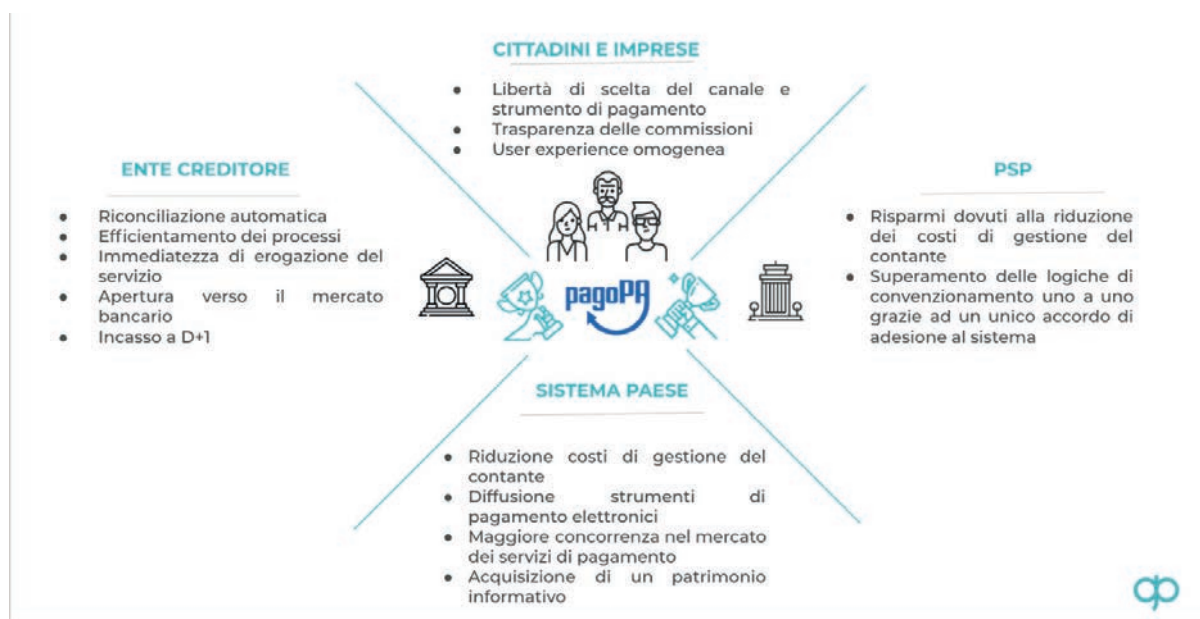 CITTADINI E IMPRESE
● Libertà di scelta del canale e
strumento di pagamento
● Trasparenza delle commissioni
● User experience omogenea
ENTE CREDITORE
● Riconciliazione automatica
● Efficientamento dei processi
● Immediatezza di erogazione del
servizio
● Apertura verso il mercato
bancario
● Incasso a D+1
pagoPA
PSP
● Risparmi dovuti alla riduzione
dei costi di gestione del
contante
● Superamento delle logiche di
convenzionamento uno a uno
grazie ad un unico accordo di
adesione al sistema
SISTEMA PAESE
● Riduzione costi di gestione del
contante
● Diffusione strumenti di
pagamento elettronici
● Maggiore concorrenza nel mercato
dei servizi di pagamento
● Acquisizione di un patrimonio
informativo